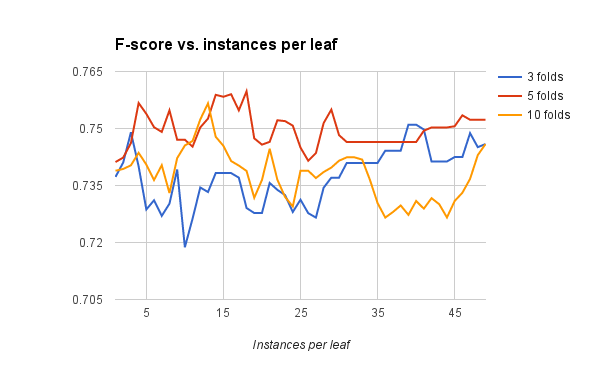 F-score vs. instances per leaf
0.765
0.75
0.735
0.72
0.705
5
15
25
35
45
Instances per leaf
3 folds
5 folds
10 folds